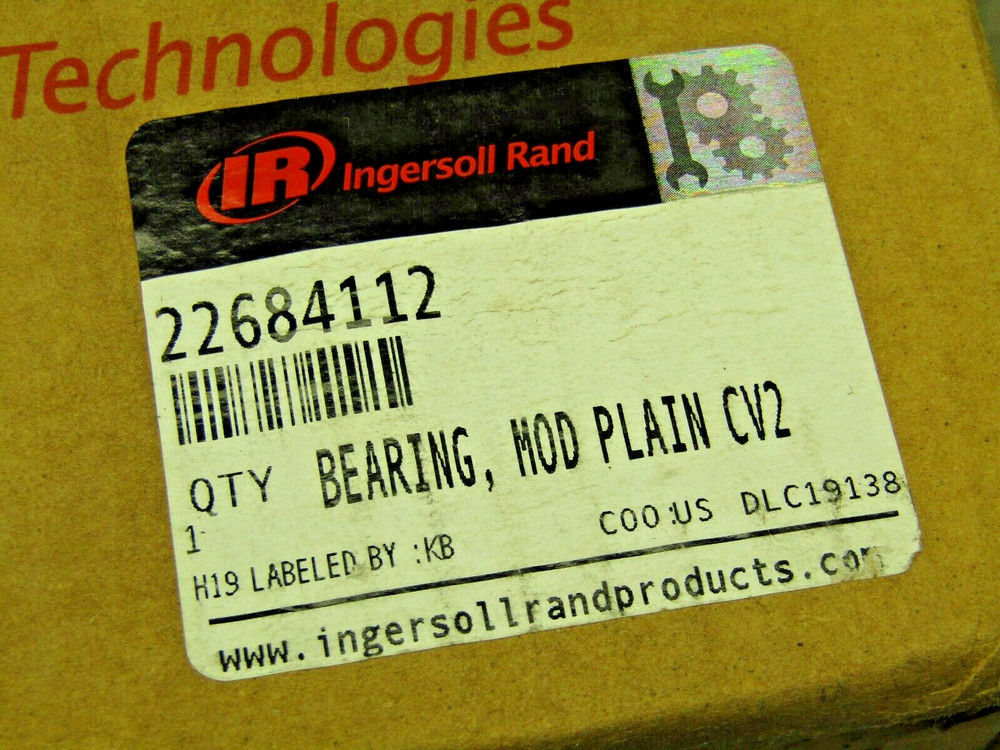 Technologies
IR Ingersoll Rand
22684112
QTY BEARING, MOD PLAIN CV2
1
COO:US DLC19138
H19 LABELED BY :KB
www.ingersollrandproducts.com